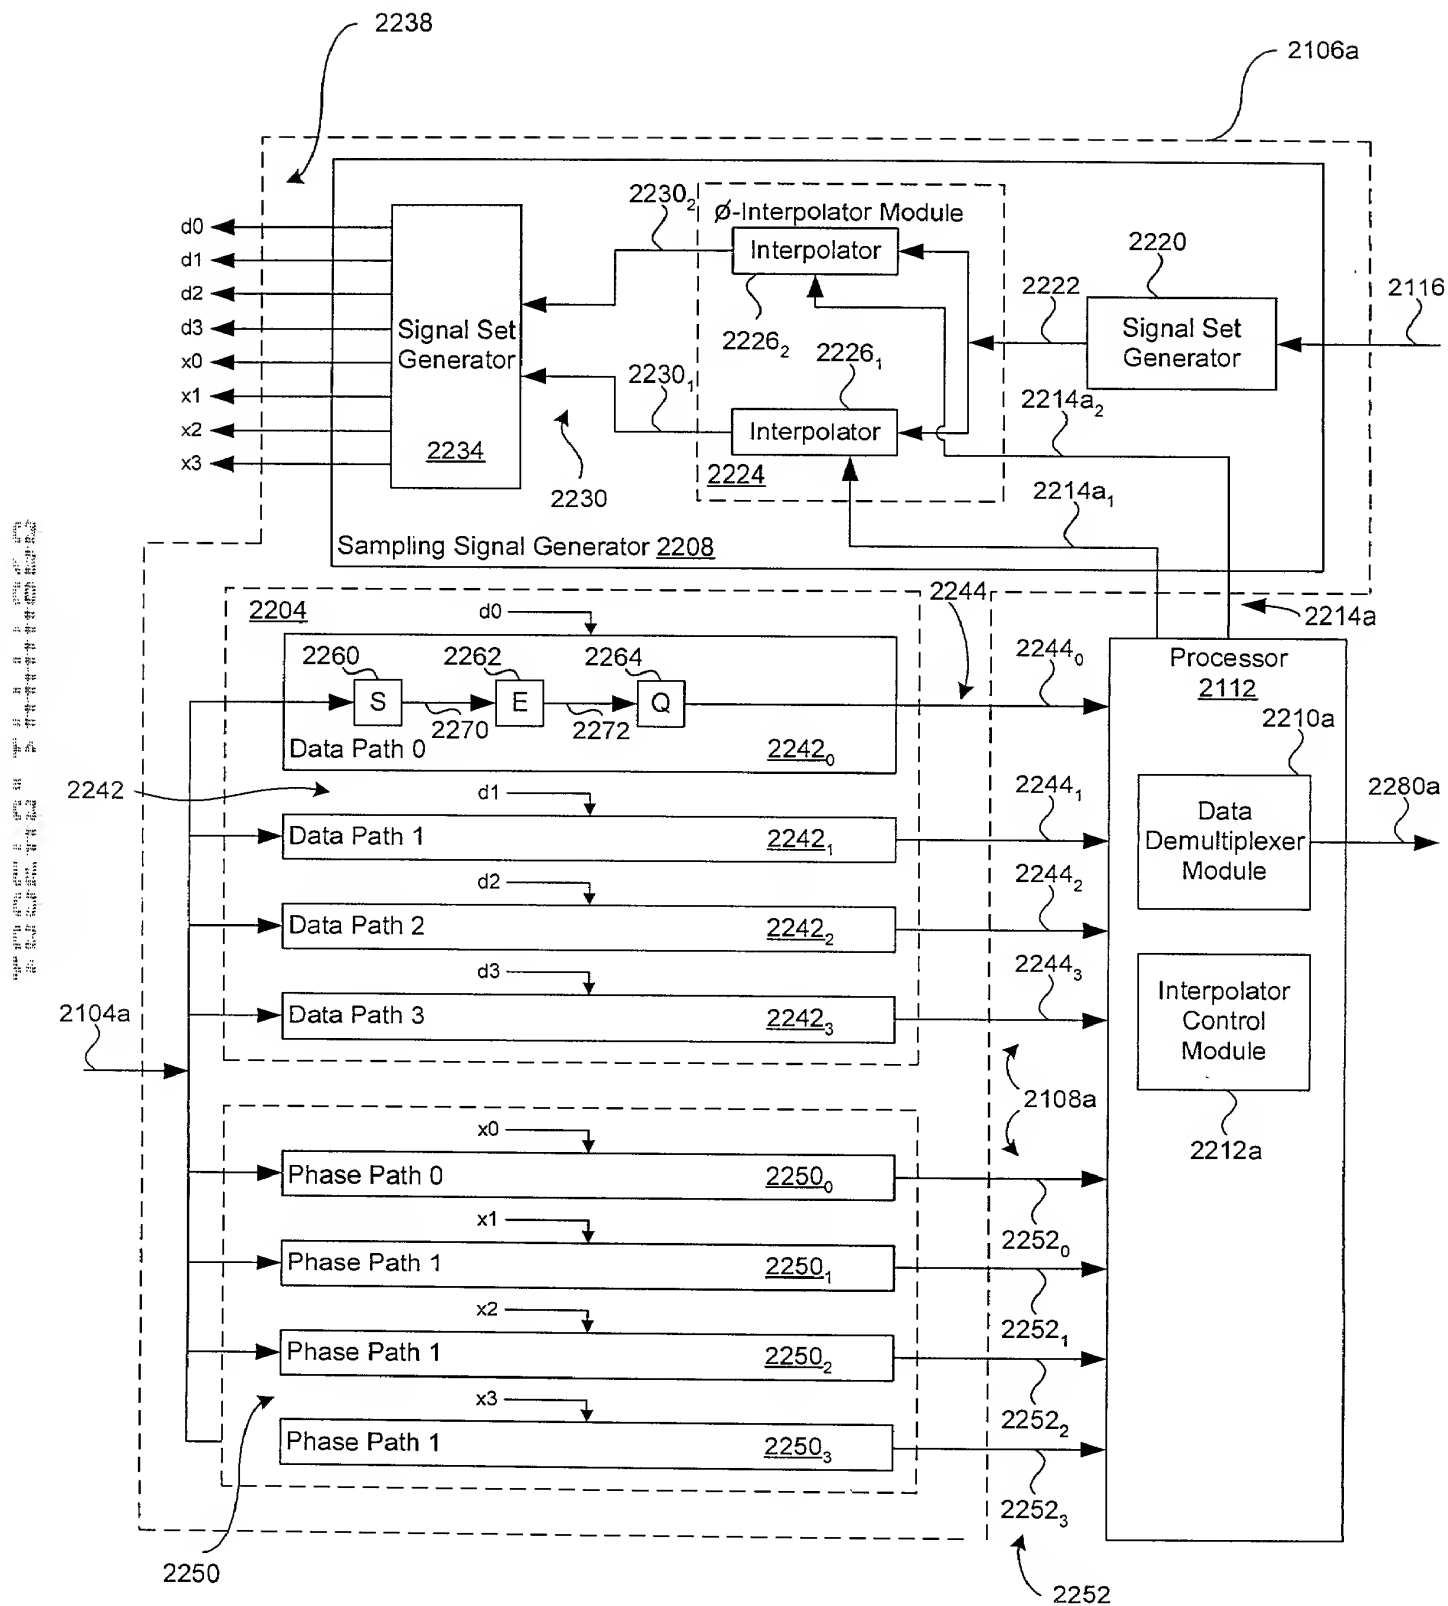 2238
2106a
2230₂
Ø-Interpolator Module
Interpolator
2226₂
2226₁
Interpolator
2224
2220
2222
Signal Set
Generator
2116
d0
d1
d2
d3
x0
x1
x2
x3
Signal Set
Generator
2234
2230₁
2230
2214a₂
2214a₁
Sampling Signal Generator 2208
2214a
2204
d0
2244
2260
2262
2264
S
E
Q
2270
2272
Data Path 0
2242₀
2244₀
Processor
2112
2210a
2242
d1
Data Path 1
2242₁
2244₁
Data
Demultiplexer
Module
2280a
d2
Data Path 2
2242₂
2244₂
d3
Data Path 3
2242₃
2244₃
Interpolator
Control
Module
2212a
2104a
2108a
x0
Phase Path 0
2250₀
2252₀
x1
Phase Path 1
2250₁
2252₁
x2
Phase Path 1
2250₂
2252₂
x3
Phase Path 1
2250₃
2252₃
2250
2252